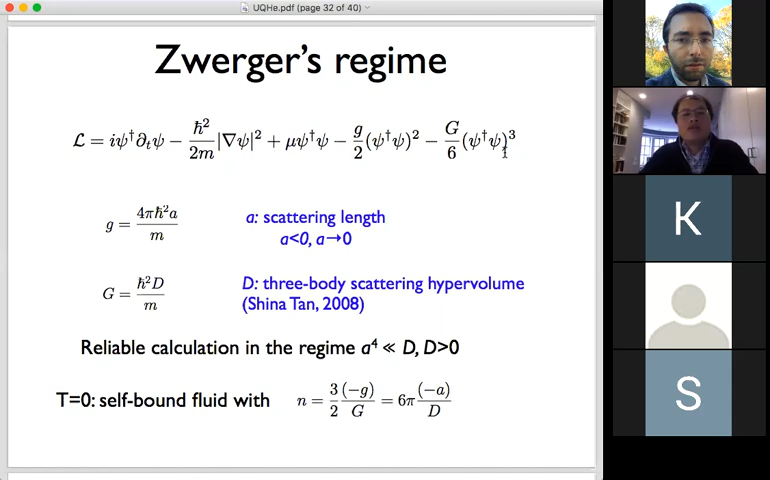 UQHe.pdf (page 32 of 40)
Zwerger's regime
ℒ = iψ†∂ₜψ − ħ²/2m |∇ψ|² + μψ†ψ − g/2 (ψ†ψ)² − G/6 (ψ†ψ)³
g = 4πħ²a/m
a: scattering length
a<0, a→0
G = ħ²D/m
D: three-body scattering hypervolume
(Shina Tan, 2008)
Reliable calculation in the regime a⁴ ≪ D, D>0
T=0: self-bound fluid with n = 3/2 (−g)/G = 6π (−a)/D
K
S